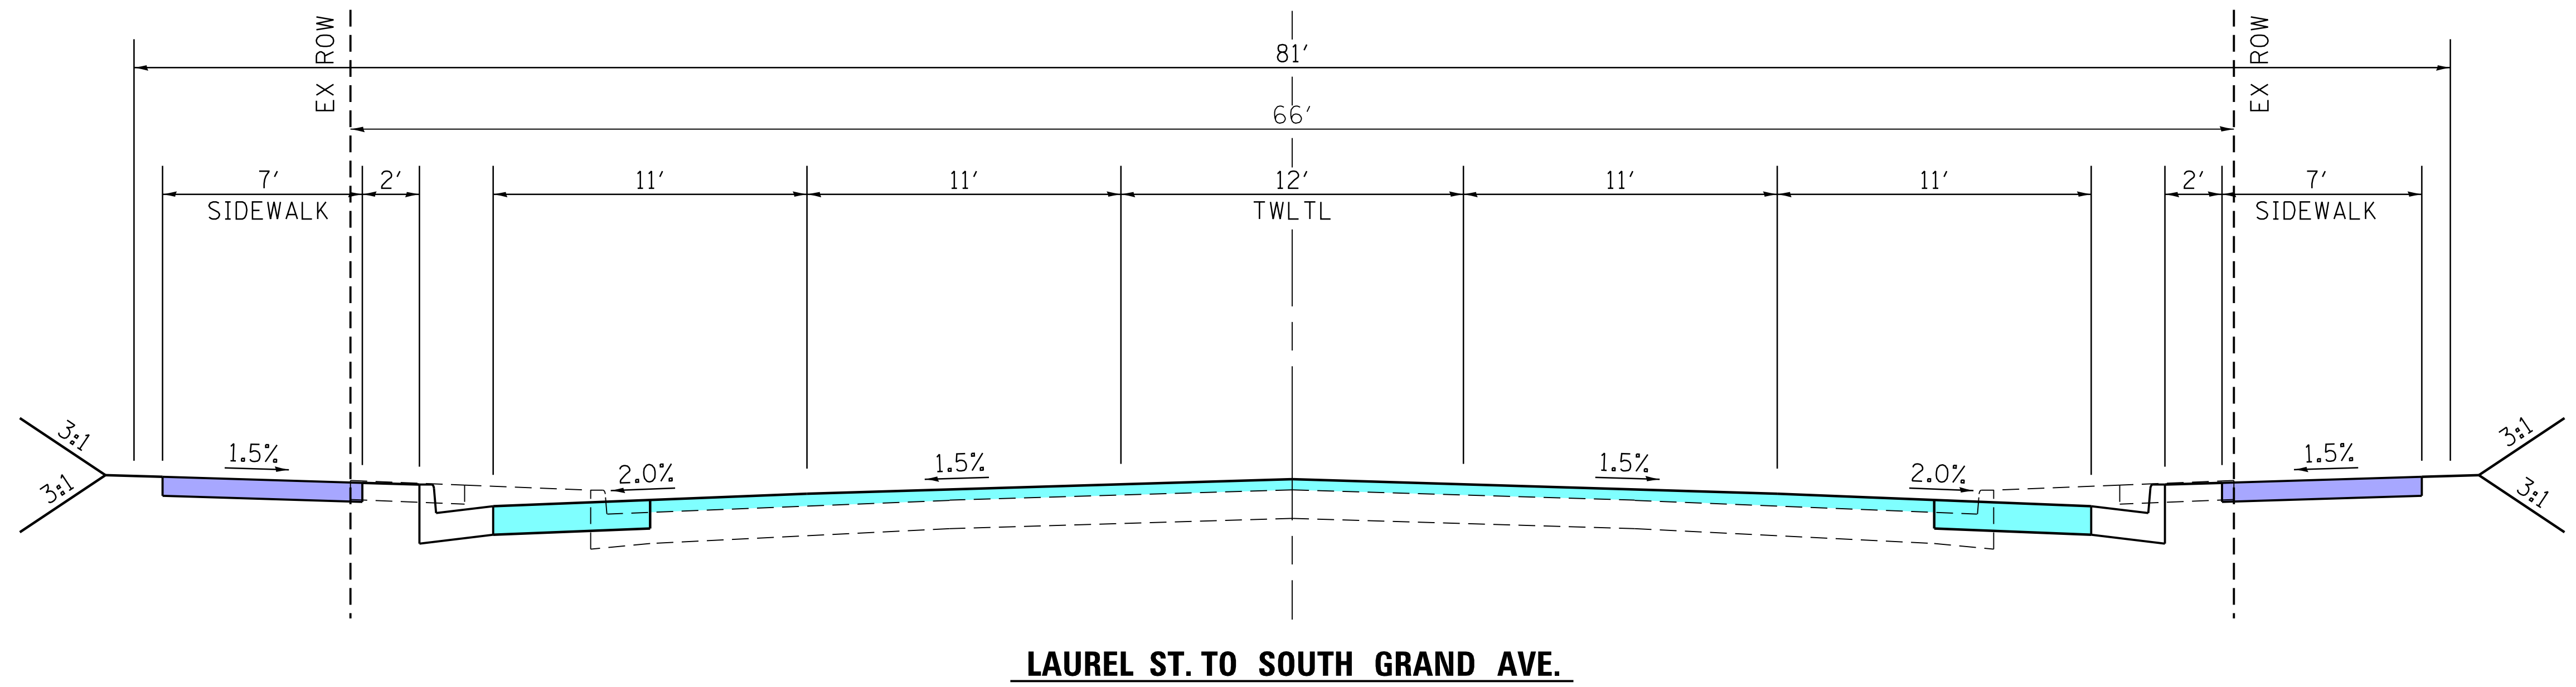 EX ROW
EX ROW
81'
66'
7' 2' 11' 11' 12' 11' 11' 2' 7'
SIDEWALK TWLTL SIDEWALK
3:1 1.5% 2.0% 1.5% 1.5% 2.0% 1.5% 3:1
3:1 3:1
LAUREL ST. TO SOUTH GRAND AVE.